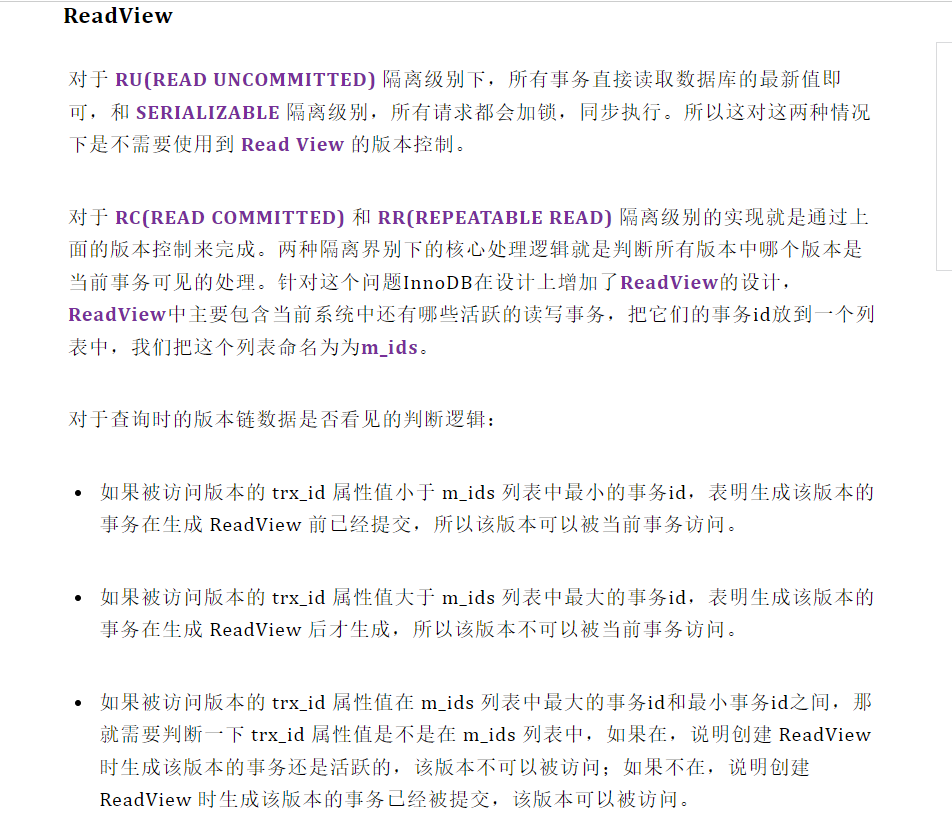 ReadView
对于 RU(READ UNCOMMITTED) 隔离级别下，所有事务直接读取数据库的最新值即
可，和 SERIALIZABLE 隔离级别，所有请求都会加锁，同步执行。所以这对这两种情况
下是不需要使用到 Read View 的版本控制。
对于 RC(READ COMMITTED) 和 RR(REPEATABLE READ) 隔离级别的实现就是通过上
面的版本控制来完成。两种隔离界别下的核心处理逻辑就是判断所有版本中哪个版本是
当前事务可见的处理。针对这个问题InnoDB在设计上增加了ReadView的设计，
ReadView中主要包含当前系统中还有哪些活跃的读写事务，把它们的事务id放到一个列
表中，我们把这个列表命名为为m_ids。
对于查询时的版本链数据是否看见的判断逻辑：
• 如果被访问版本的 trx_id 属性值小于 m_ids 列表中最小的事务id，表明生成该版本的
事务在生成 ReadView 前已经提交，所以该版本可以被当前事务访问。
• 如果被访问版本的 trx_id 属性值大于 m_ids 列表中最大的事务id，表明生成该版本的
事务在生成 ReadView 后才生成，所以该版本不可以被当前事务访问。
• 如果被访问版本的 trx_id 属性值在 m_ids 列表中最大的事务id和最小事务id之间，那
就需要判断一下 trx_id 属性值是不是在 m_ids 列表中，如果在，说明创建 ReadView
时生成该版本的事务还是活跃的，该版本不可以被访问；如果不在，说明创建
ReadView 时生成该版本的事务已经被提交，该版本可以被访问。